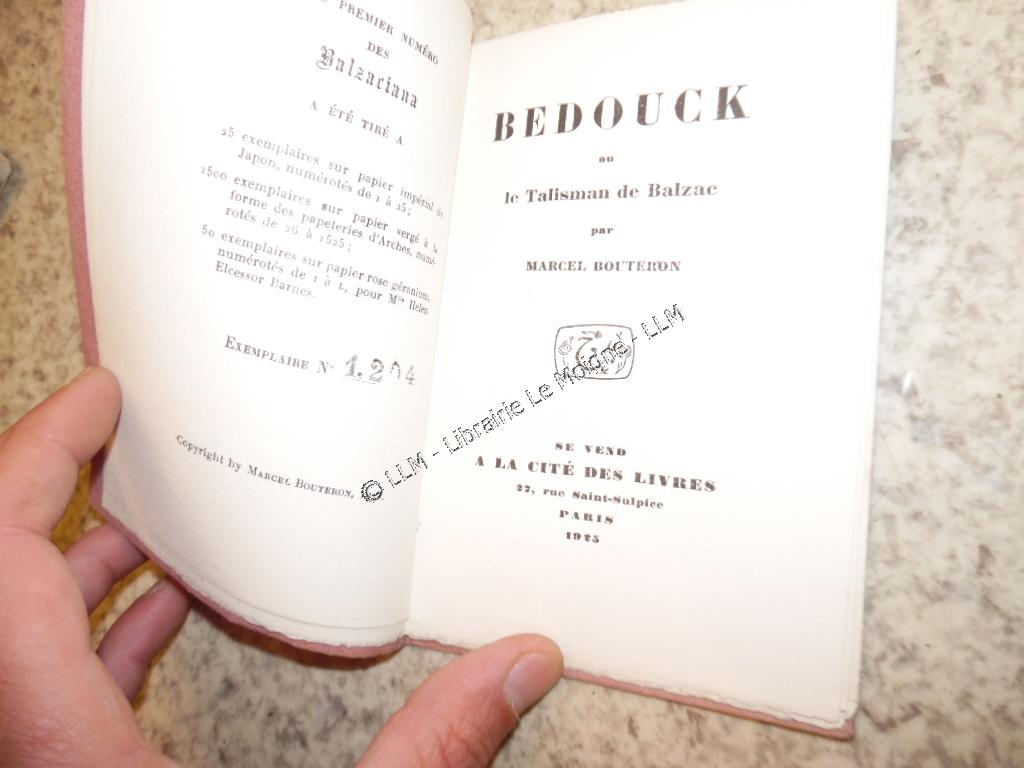 PREMIER NUMÉRO
DES
Balzaciana
A ÉTÉ TIRÉ A
25 exemplaires sur papier impérial du
Japon, numérotés de 1 à 25;
1500 exemplaires sur papier vergé à la
forme des papeteries d'Arches, numé-
rotés de 26 à 1525;
50 exemplaires sur papier rose géranium,
numérotés de I à L, pour Mrs Helen
Elcessor Barnes.
EXEMPLAIRE N°
Copyright by MARCEL BOUTERON,
BEDOUCK
ou
le Talisman de Balzac
par
MARCEL BOUTERON
SE VEND
A LA CITÉ DES LIVRES
27, rue Saint-Sulpice
PARIS
1925
© LLM - Librairie Le Moigne - LLM